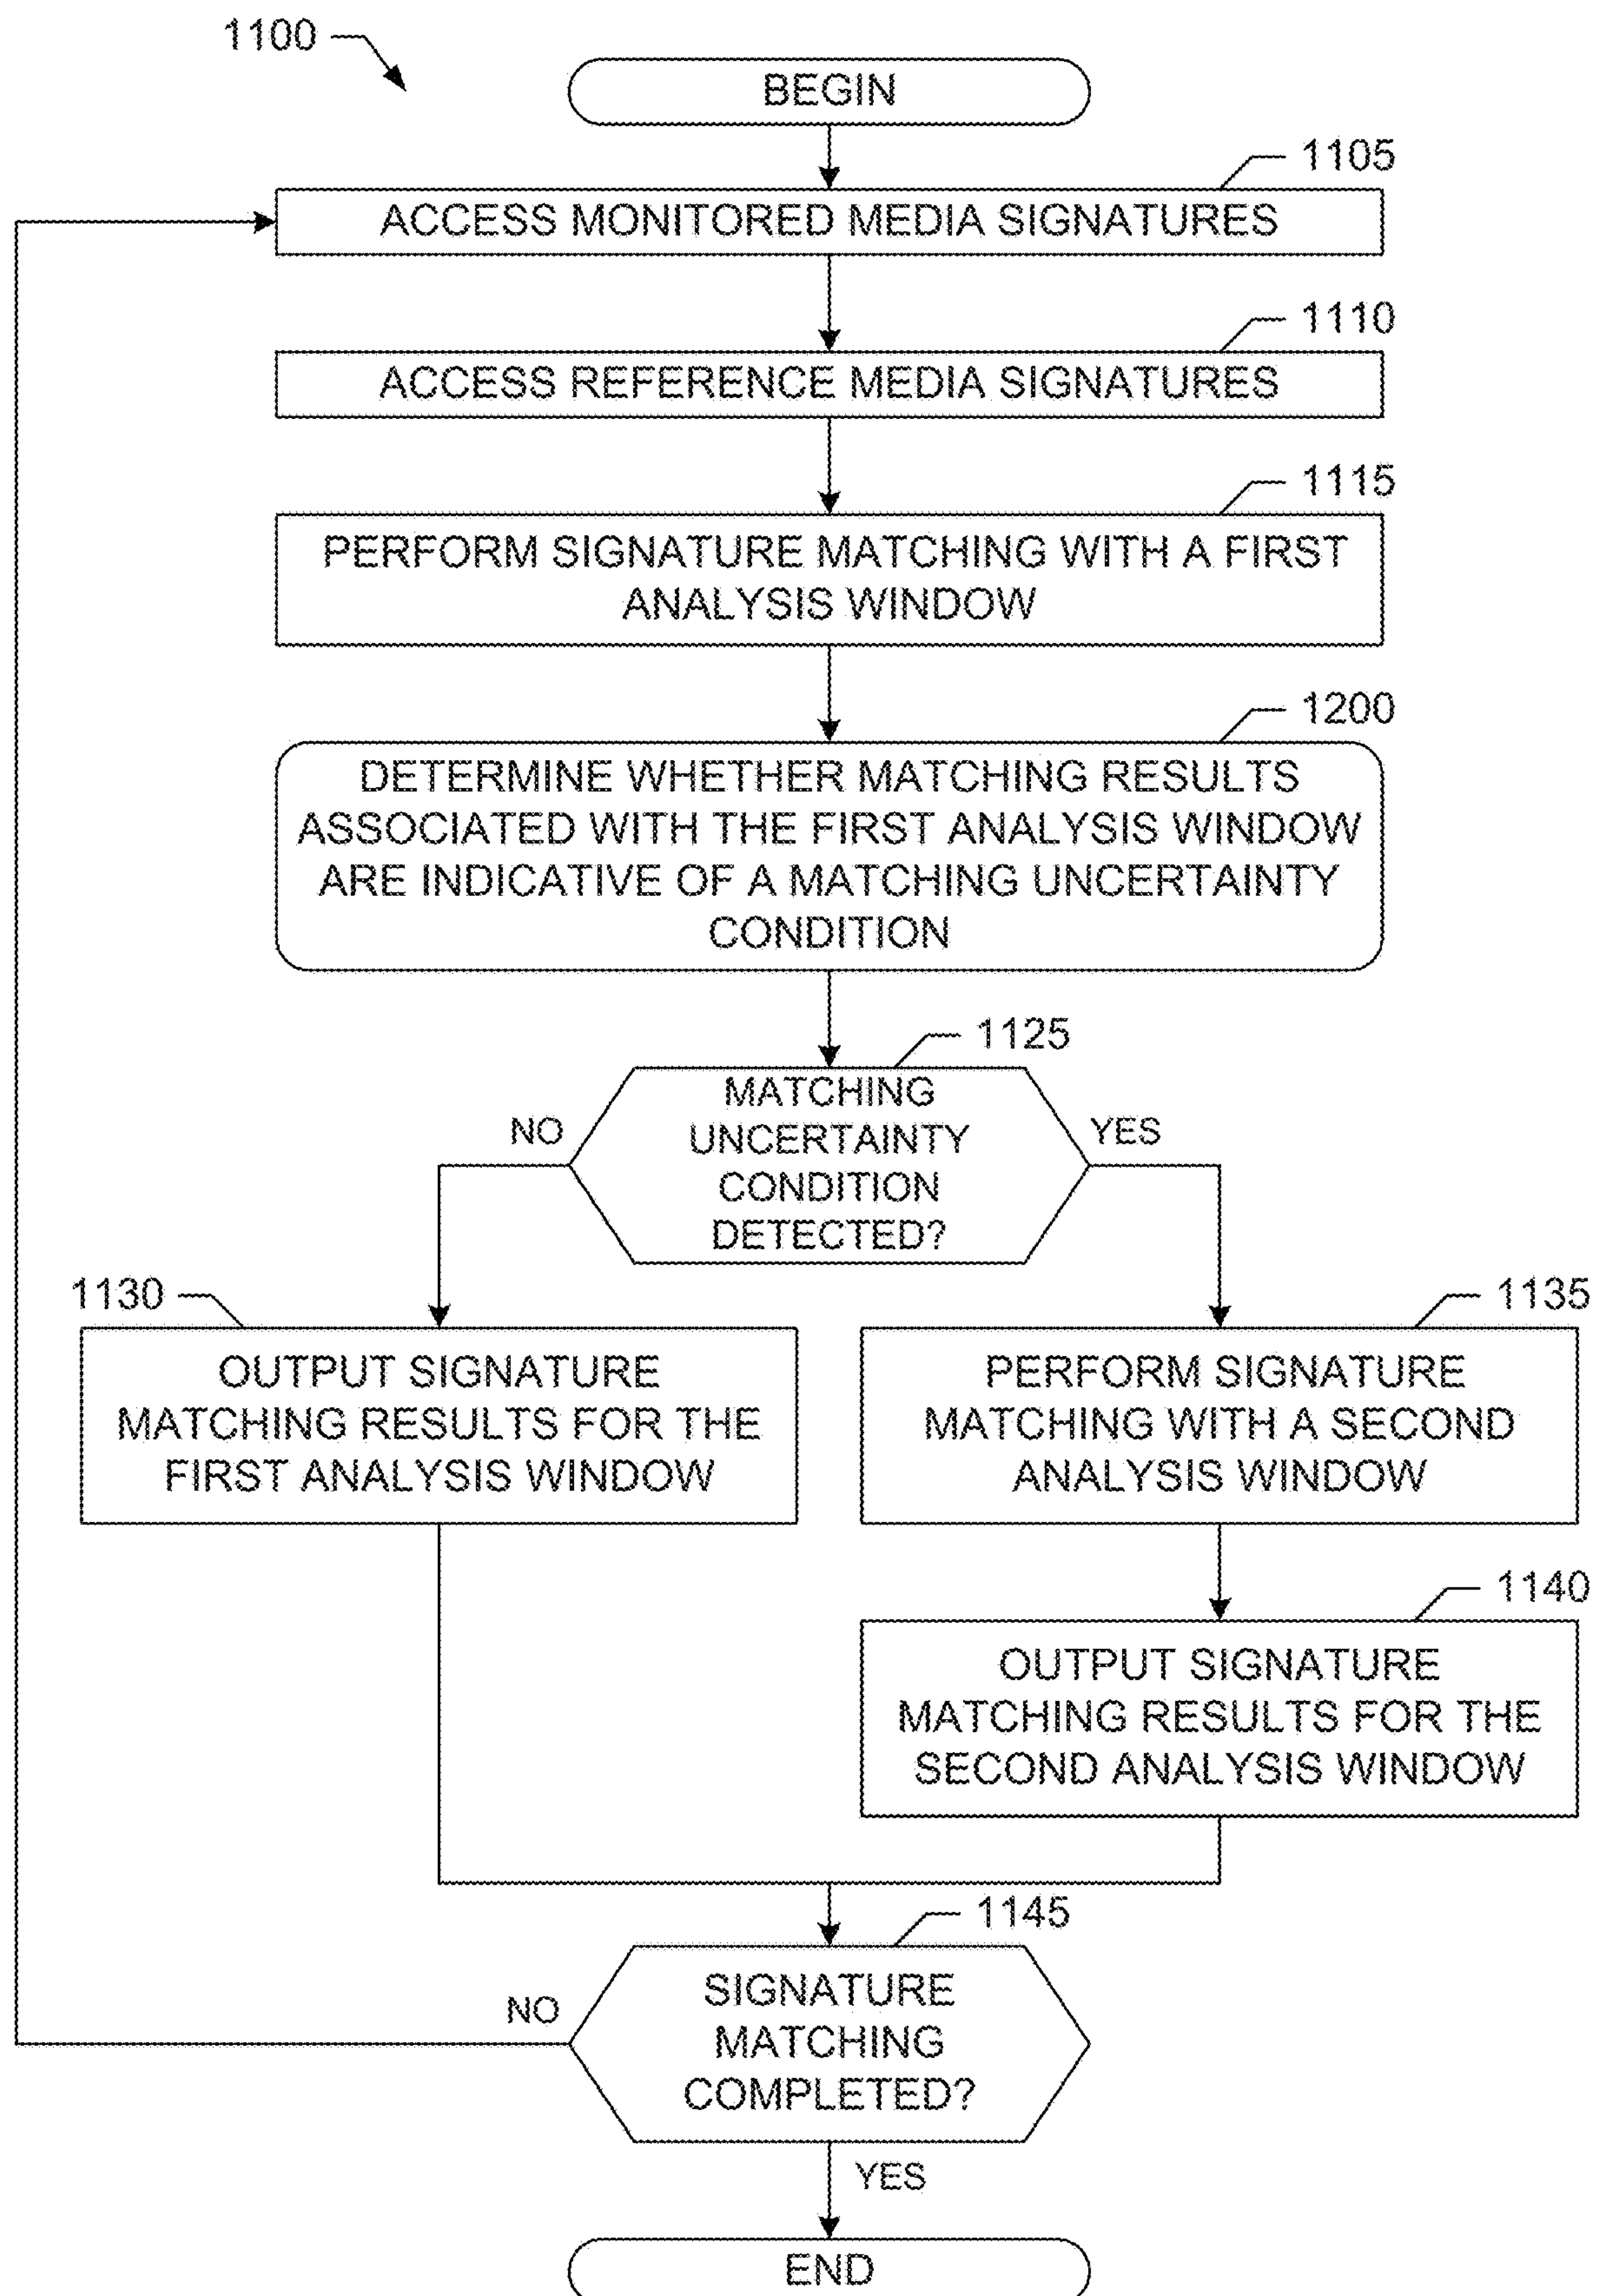 1100
BEGIN
1105
ACCESS MONITORED MEDIA SIGNATURES
1110
ACCESS REFERENCE MEDIA SIGNATURES
1115
PERFORM SIGNATURE MATCHING WITH A FIRST
ANALYSIS WINDOW
1200
DETERMINE WHETHER MATCHING RESULTS
ASSOCIATED WITH THE FIRST ANALYSIS WINDOW
ARE INDICATIVE OF A MATCHING UNCERTAINTY
CONDITION
1125
MATCHING
UNCERTAINTY
CONDITION
DETECTED?
NO
YES
1130
OUTPUT SIGNATURE
MATCHING RESULTS FOR THE
FIRST ANALYSIS WINDOW
1135
PERFORM SIGNATURE
MATCHING WITH A SECOND
ANALYSIS WINDOW
1140
OUTPUT SIGNATURE
MATCHING RESULTS FOR THE
SECOND ANALYSIS WINDOW
1145
SIGNATURE
MATCHING
COMPLETED?
NO
YES
END